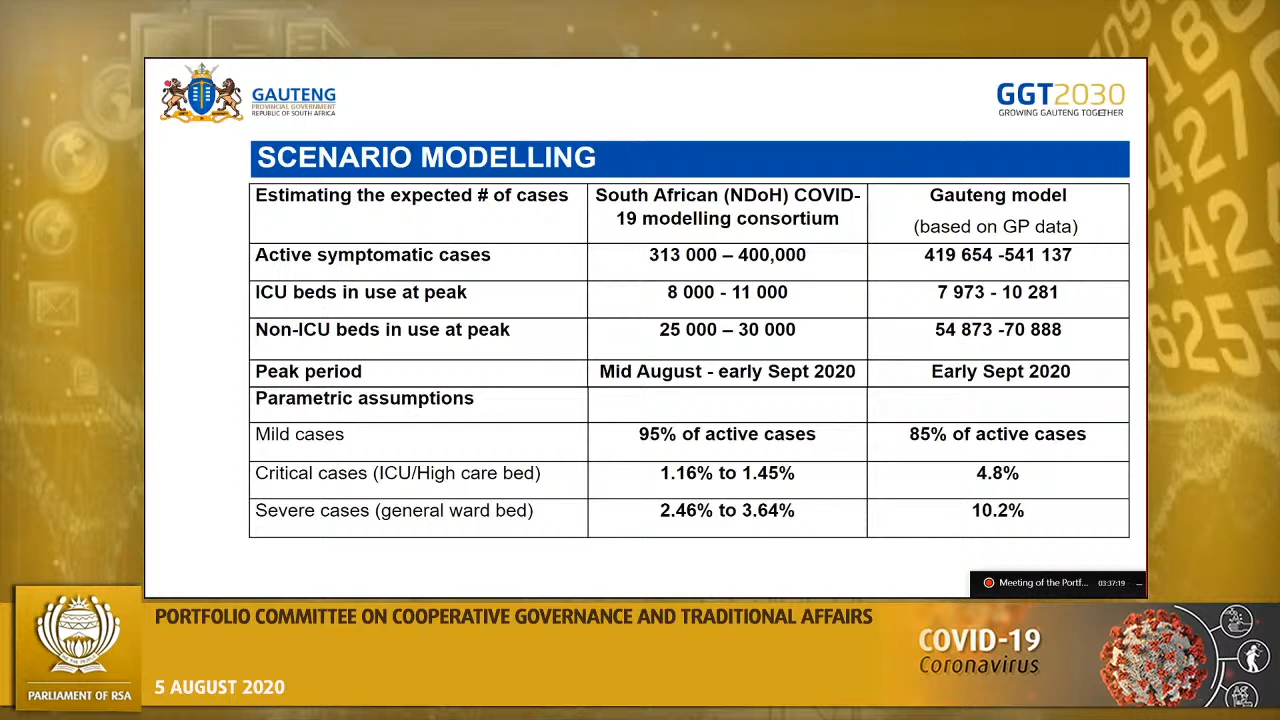 GAUTENG
PROVINCIAL GOVERNMENT
REPUBLIC OF SOUTH AFRICA
GGT2030
GROWING GAUTENG TOGETHER
SCENARIO MODELLING
Estimating the expected # of cases
South African (NDoH) COVID-
19 modelling consortium
Gauteng model
(based on GP data)
Active symptomatic cases
313 000 – 400,000
419 654 -541 137
ICU beds in use at peak
8 000 - 11 000
7 973 - 10 281
Non-ICU beds in use at peak
25 000 – 30 000
54 873 -70 888
Peak period
Mid August - early Sept 2020
Early Sept 2020
Parametric assumptions
Mild cases
95% of active cases
85% of active cases
Critical cases (ICU/High care bed)
1.16% to 1.45%
4.8%
Severe cases (general ward bed)
2.46% to 3.64%
10.2%
Meeting of the Portf...
03:37:19
PORTFOLIO COMMITTEE ON COOPERATIVE GOVERNANCE AND TRADITIONAL AFFAIRS
COVID-19
Coronavirus
PARLIAMENT OF RSA
5 AUGUST 2020